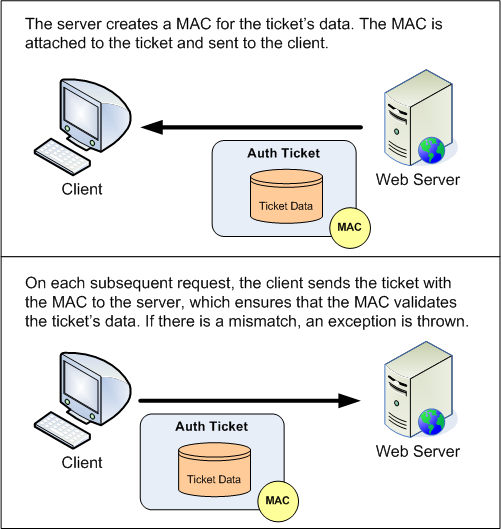 The server creates a MAC for the ticket’s data. The MAC is
attached to the ticket and sent to the client.
Auth Ticket
Ticket Data
MAC
Client
Web Server
On each subsequent request, the client sends the ticket with
the MAC to the server, which ensures that the MAC validates
the ticket’s data. If there is a mismatch, an exception is thrown.
Auth Ticket
Ticket Data
MAC
Client
Web Server